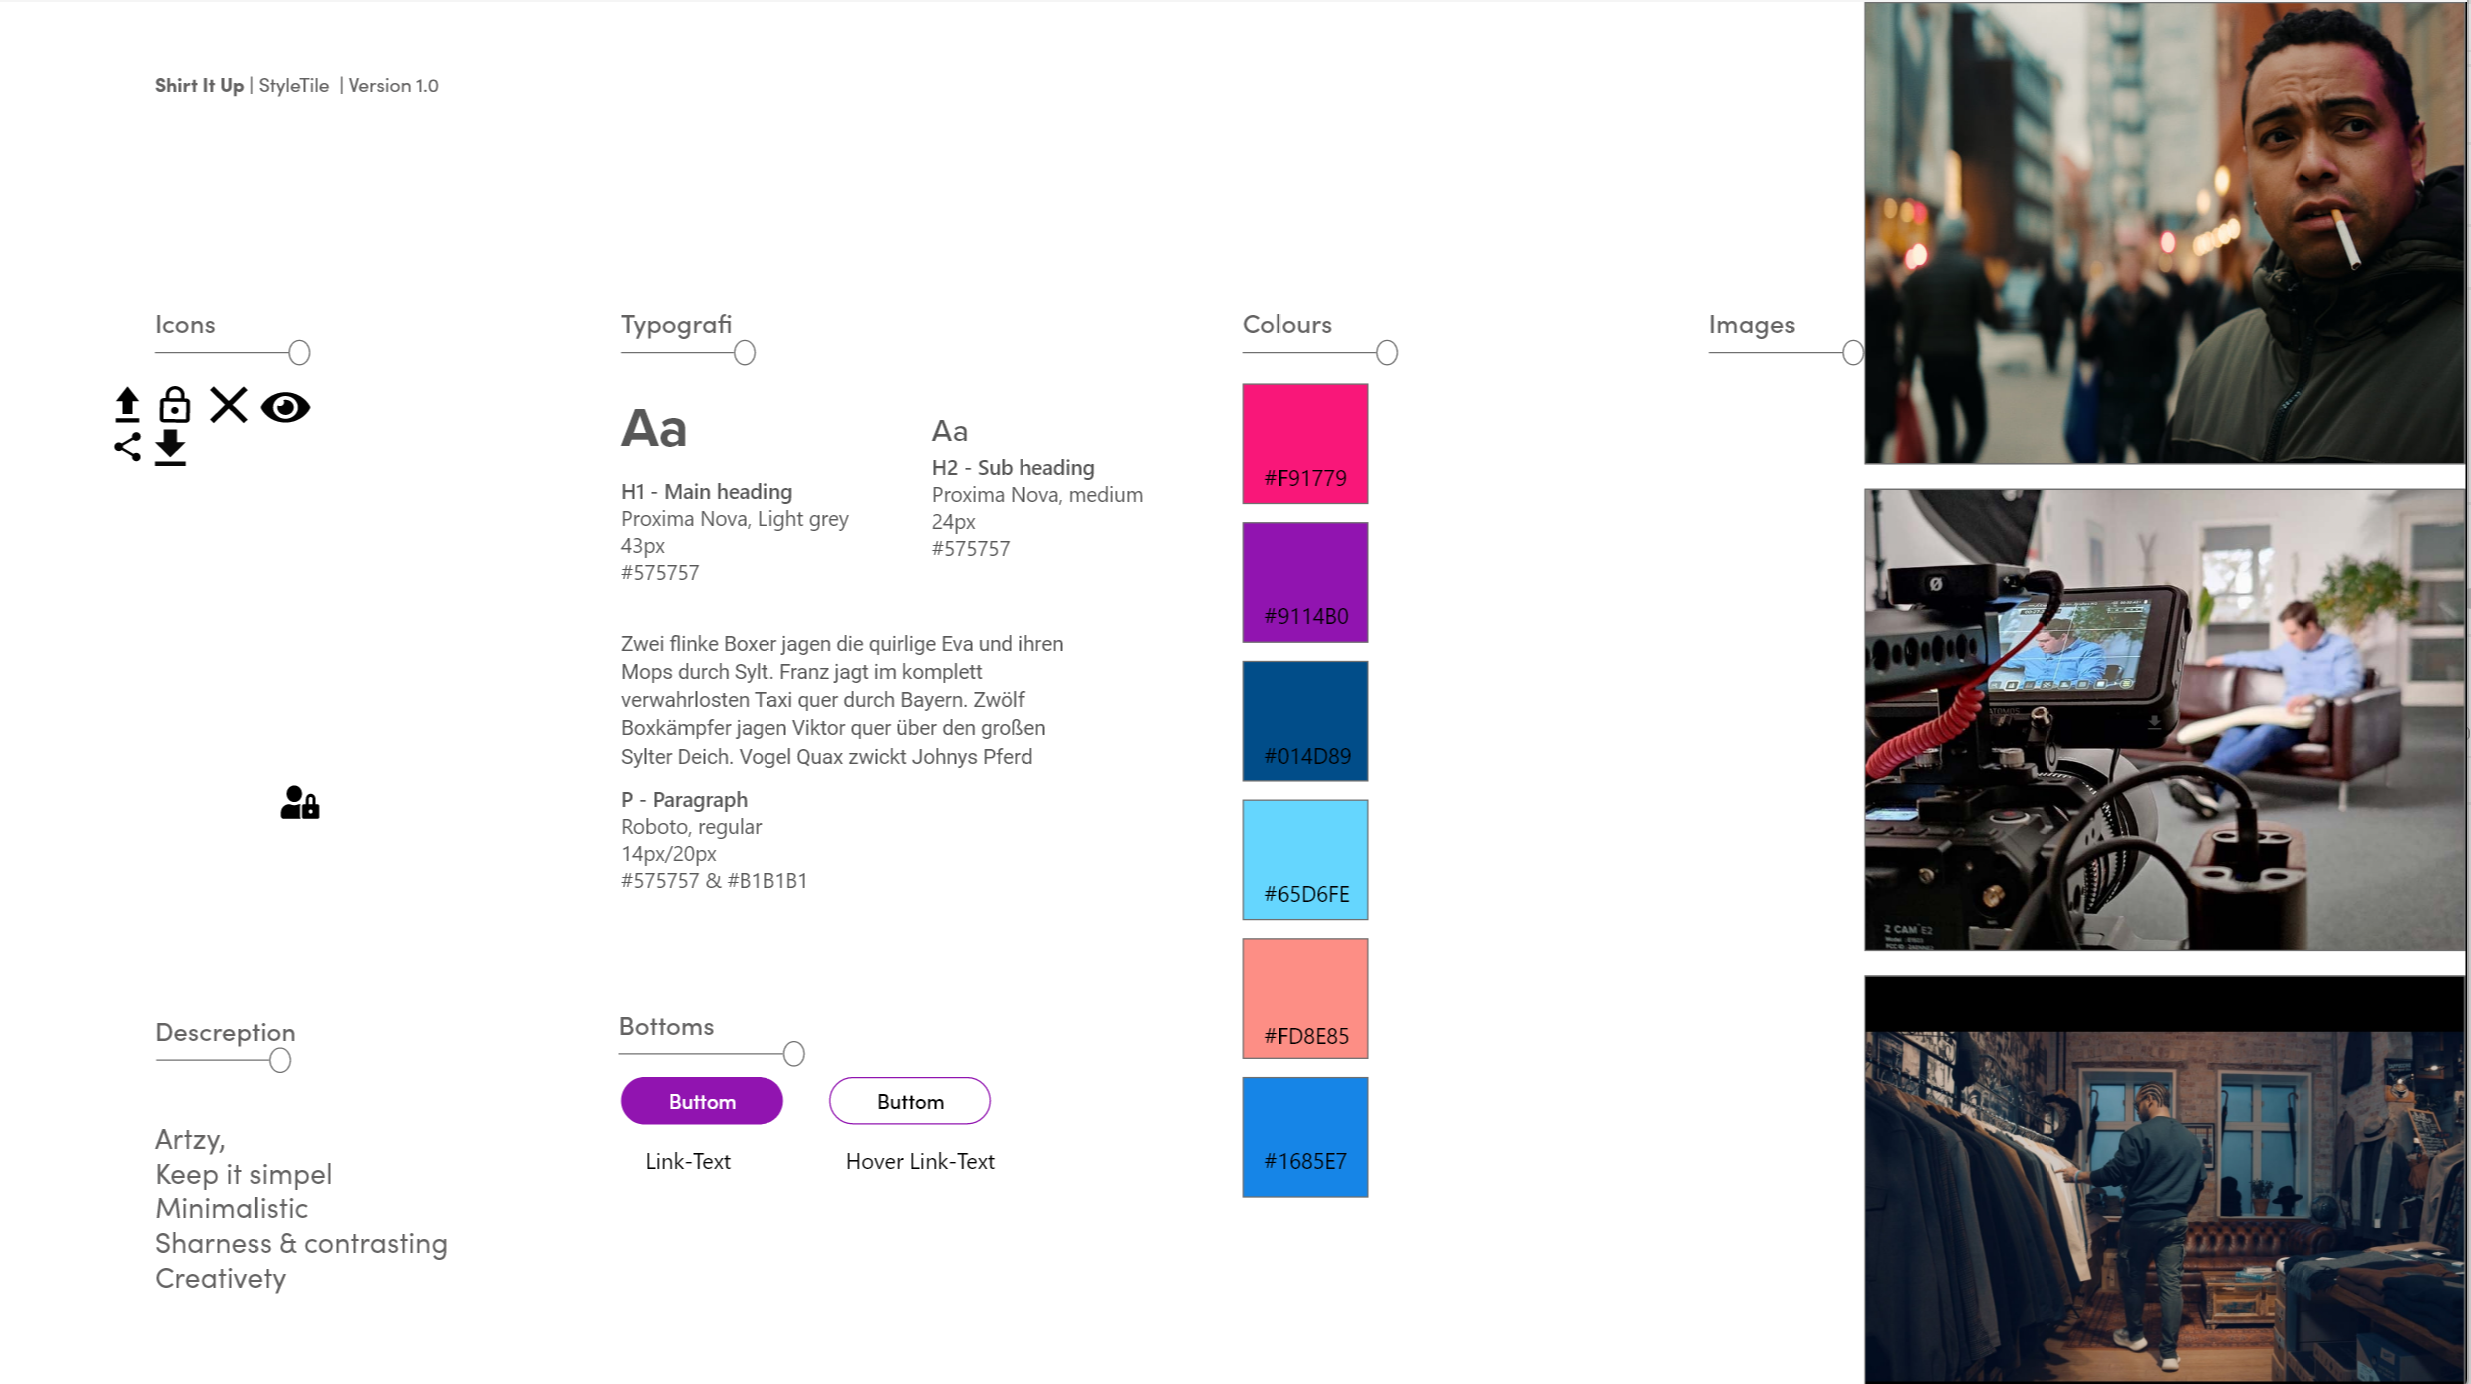 Shirt It Up | StyleTile | Version 1.0
Icons
Typografi
Aa
H1 - Main heading
Proxima Nova, Light grey
43px
#575757
Aa
H2 - Sub heading
Proxima Nova, medium
24px
#575757
Zwei flinke Boxer jagen die quirlige Eva und ihren
Mops durch Sylt. Franz jagt im komplett
verwahrlosten Taxi quer durch Bayern. Zwölf
Boxkämpfer jagen Viktor quer über den großen
Sylter Deich. Vogel Quax zwickt Johnys Pferd
P - Paragraph
Roboto, regular
14px/20px
#575757 & #B1B1B1
Colours
#F91779
#9114B0
#014D89
#65D6FE
#FD8E85
#1685E7
Images
Z CAM E2
Descreption
Artzy,
Keep it simpel
Minimalistic
Sharness & contrasting
Creativety
Bottoms
Buttom
Buttom
Link-Text
Hover Link-Text